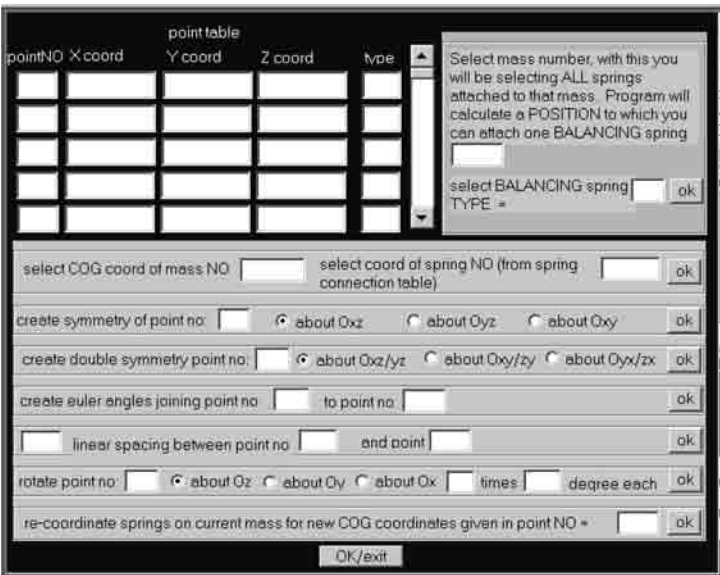 point table
pointNO X coord Y coord Z coord type
Select mass number, with this you
will be selecting ALL springs
attached to that mass. Program will
calculate a POSITION to which you
can attach one BALANCING spring
select BALANCING spring
TYPE = ok
select COG coord of mass NO select coord of spring NO (from spring
connection table) ok
create symmetry of point no: about Oxz about Oyz about Oxy ok
create double symmetry point no: about Oxz/yz about Oxy/zy about Oyx/zx ok
create euler angles joining point no to point no ok
linear spacing between point no and point ok
rotate point no: about Oz about Oy about Ox times degree each ok
re-coordinate springs on current mass for new COG coordinates given in point NO = ok
OK/exit